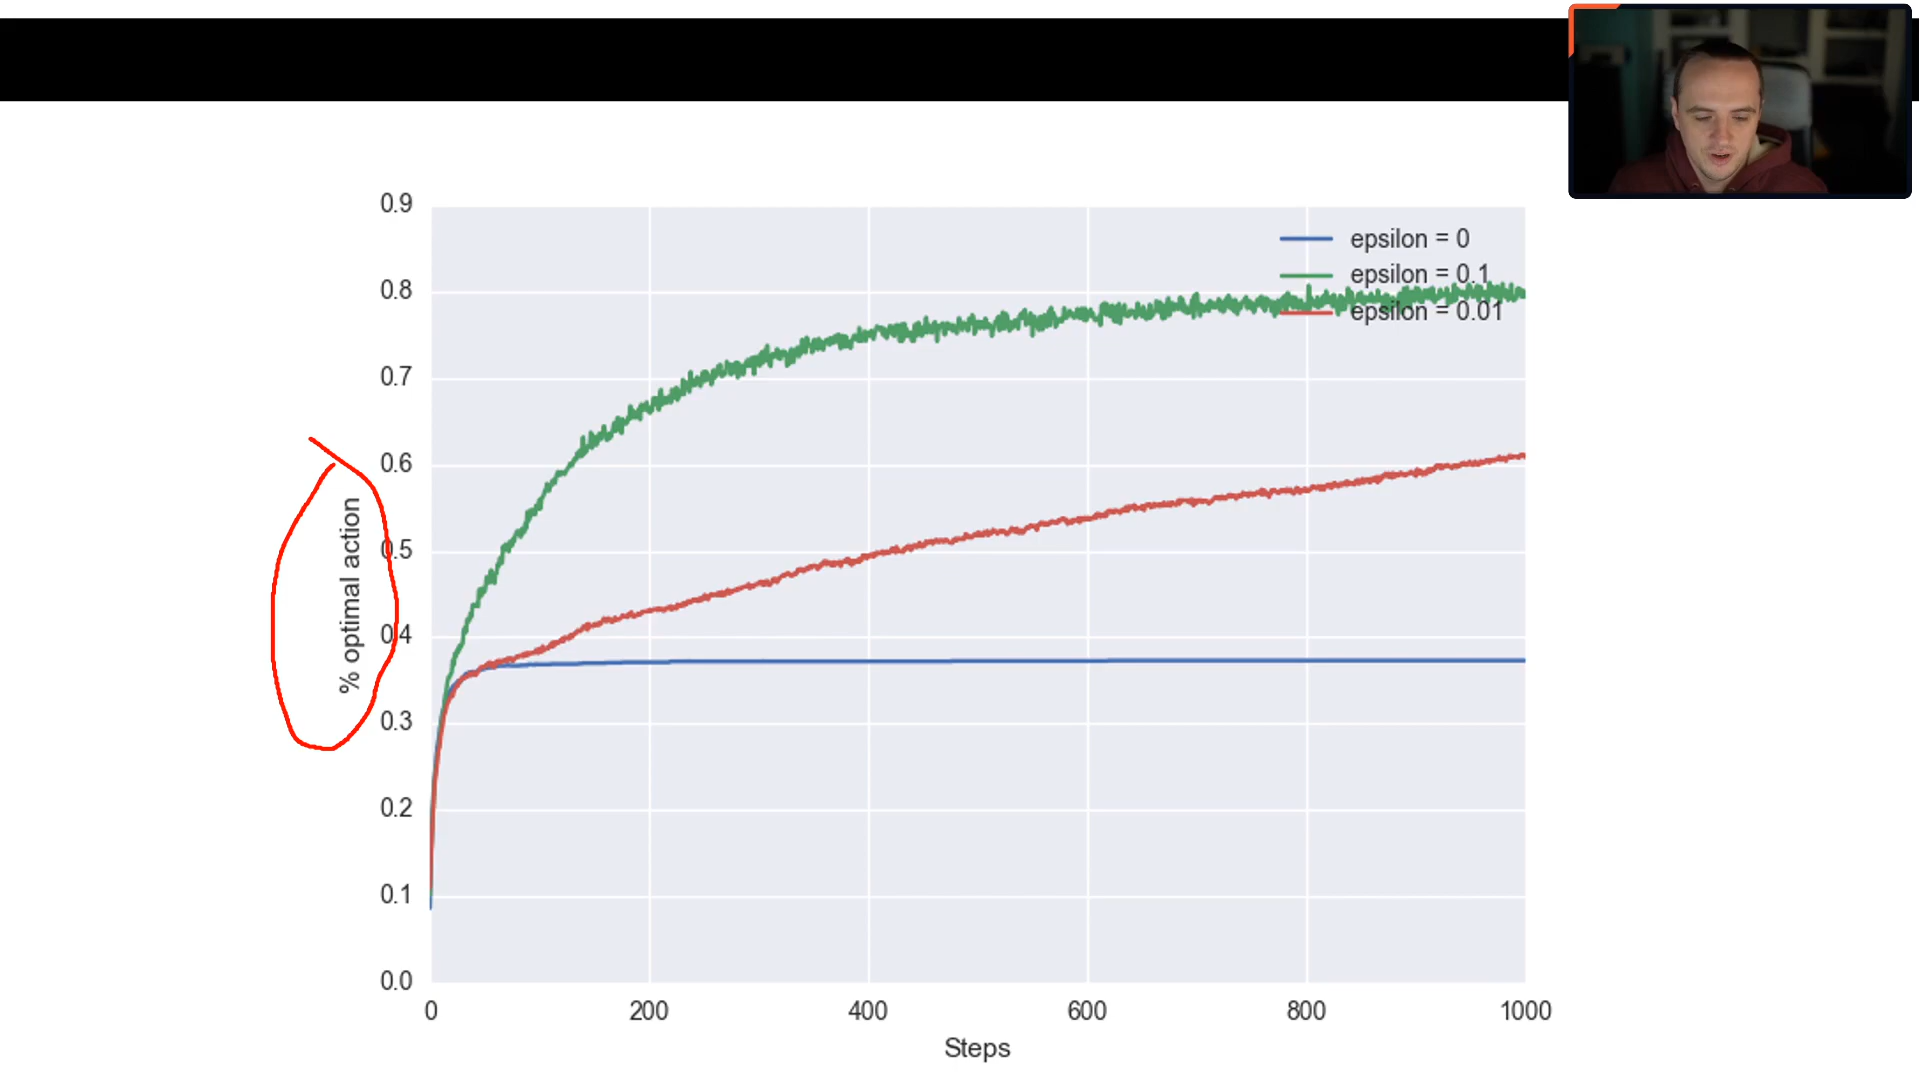 0.9
0.8
0.7
0.6
0.5
0.4
0.3
0.2
0.1
0.0
% optimal action
epsilon = 0
epsilon = 0.1
epsilon = 0.01
0 200 400 600 800 1000
Steps